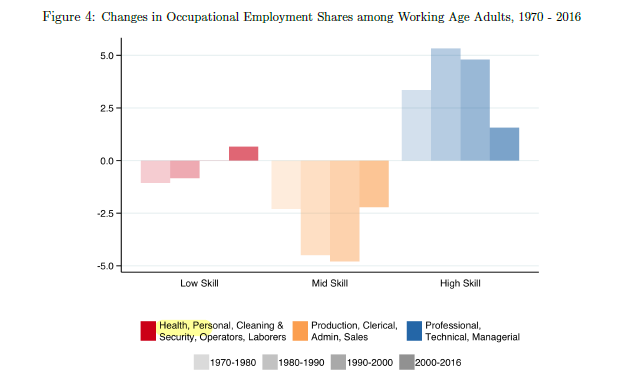 Figure 4: Changes in Occupational Employment Shares among Working Age Adults, 1970 - 2016
5.0
2.5
0.0
-2.5
-5.0
Low Skill Mid Skill High Skill
Health, Personal, Cleaning & Security, Operators, Laborers
Production, Clerical, Admin, Sales
Professional, Technical, Managerial
1970-1980 1980-1990 1990-2000 2000-2016